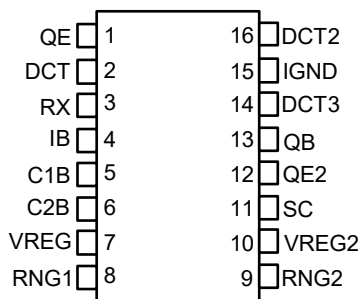 QE 1 16 DCT2
DCT 2 15 IGND
RX 3 14 DCT3
IB 4 13 QB
C1B 5 12 QE2
C2B 6 11 SC
VREG 7 10 VREG2
RNG1 8 9 RNG2